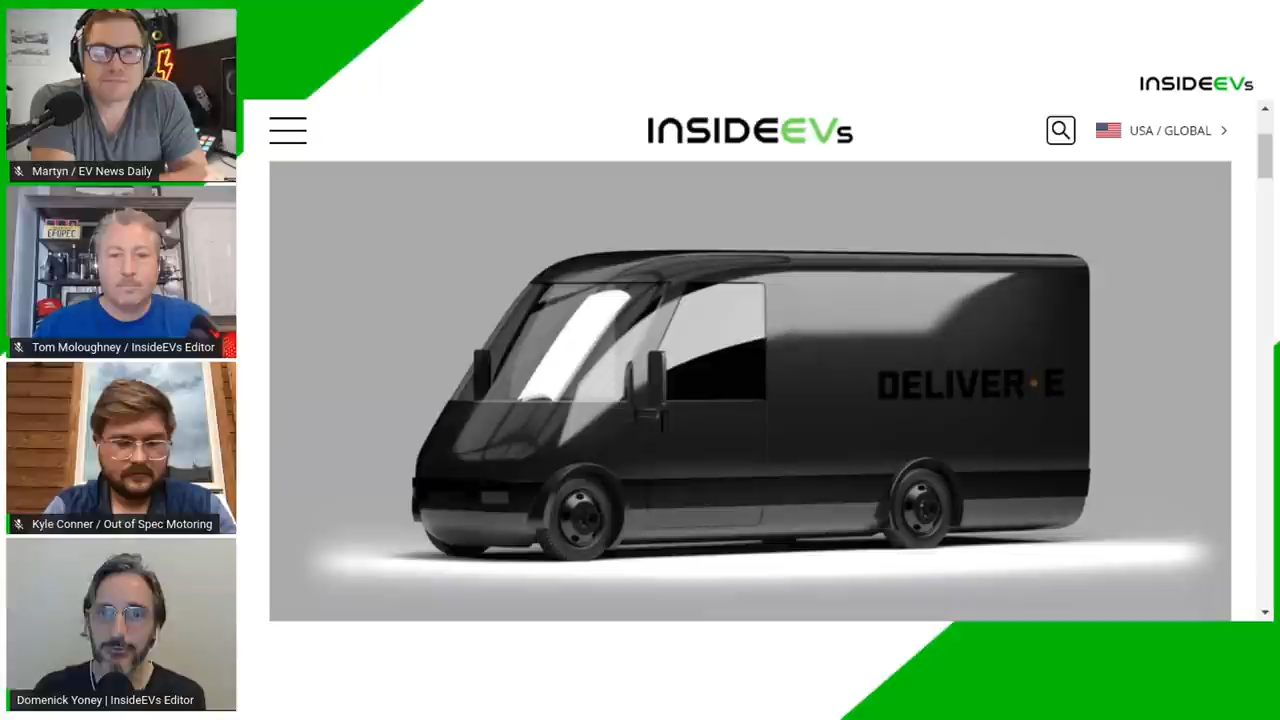 Martyn / EV News Daily
Tom Moloughney / InsideEVs Editor
Kyle Conner / Out of Spec Motoring
Domenick Yoney | InsideEVs Editor
INSIDEEVs
INSIDEEVs
USA / GLOBAL
DELIVER·E
EFOPEC